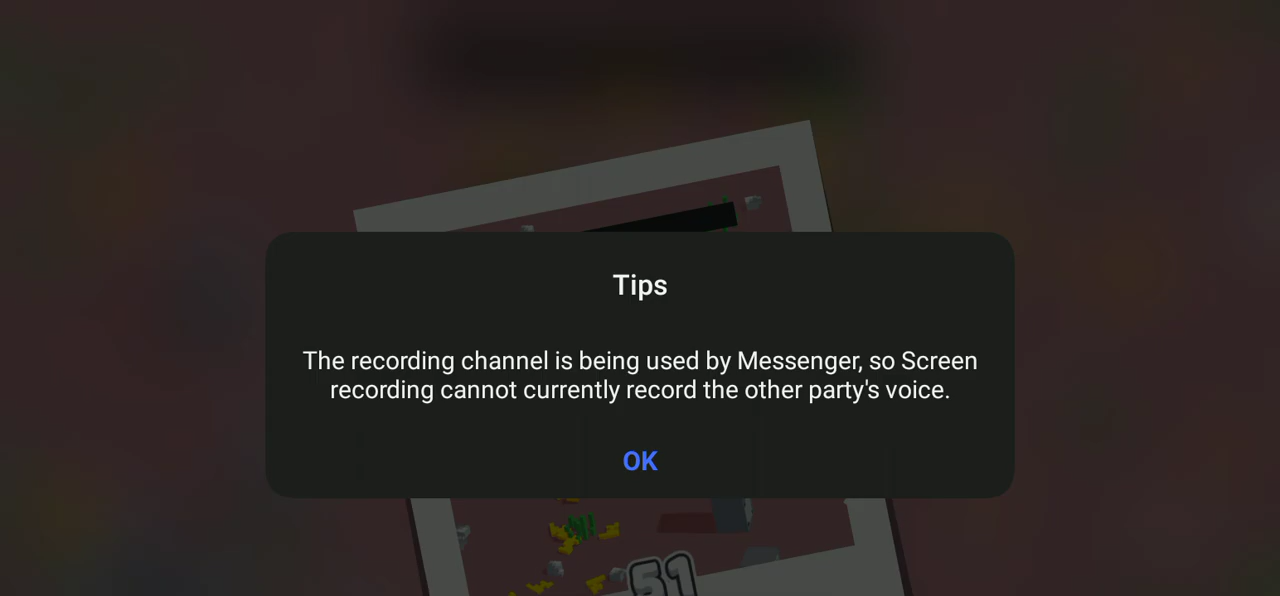 Tips
The recording channel is being used by Messenger, so Screen
recording cannot currently record the other party's voice.
OK
51